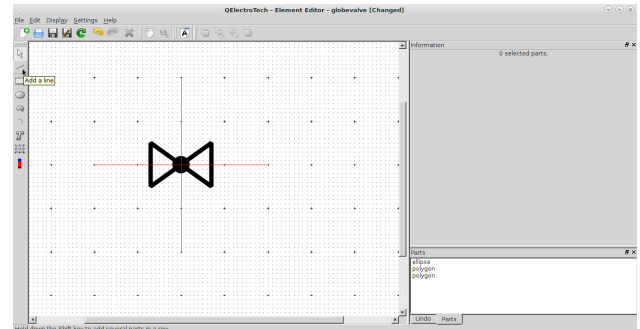 QElectroTech - Element Editor - globevalve [Changed]
File Edit Display Settings Help
Information
0 selected parts.
Add a line
Parts
ellipse
polygon
polygon
Undo Parts
Hold down the Shift key to add several parts in a row